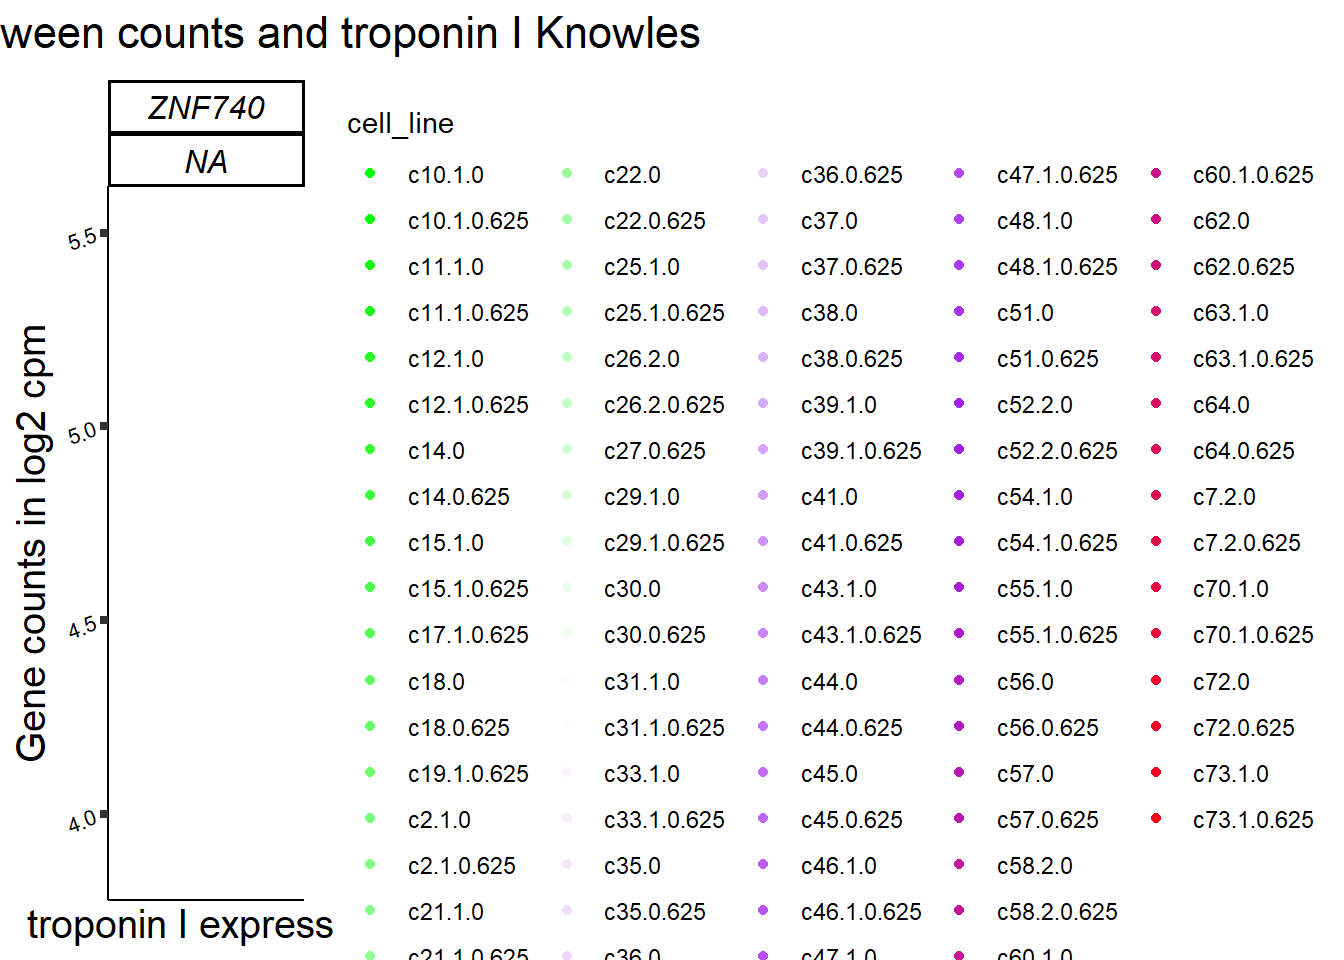 ween counts and troponin I Knowles
ZNF740
NA
5.5
5.0
4.5
4.0
Gene counts in log2 cpm
troponin I express
cell_line
c10.1.0
c10.1.0.625
c11.1.0
c11.1.0.625
c12.1.0
c12.1.0.625
c14.0
c14.0.625
c15.1.0
c15.1.0.625
c17.1.0.625
c18.0
c18.0.625
c19.1.0.625
c2.1.0
c2.1.0.625
c21.1.0
c21.1.0.625
c22.0
c22.0.625
c25.1.0
c25.1.0.625
c26.2.0
c26.2.0.625
c27.0.625
c29.1.0
c29.1.0.625
c30.0
c30.0.625
c31.1.0
c31.1.0.625
c33.1.0
c33.1.0.625
c35.0
c35.0.625
c36.0
c36.0.625
c37.0
c37.0.625
c38.0
c38.0.625
c39.1.0
c39.1.0.625
c41.0
c41.0.625
c43.1.0
c43.1.0.625
c44.0
c44.0.625
c45.0
c45.0.625
c46.1.0
c46.1.0.625
c47.1.0
c47.1.0.625
c48.1.0
c48.1.0.625
c51.0
c51.0.625
c52.2.0
c52.2.0.625
c54.1.0
c54.1.0.625
c55.1.0
c55.1.0.625
c56.0
c56.0.625
c57.0
c57.0.625
c58.2.0
c58.2.0.625
c60.1.0
c60.1.0.625
c62.0
c62.0.625
c63.1.0
c63.1.0.625
c64.0
c64.0.625
c7.2.0
c7.2.0.625
c70.1.0
c70.1.0.625
c72.0
c72.0.625
c73.1.0
c73.1.0.625